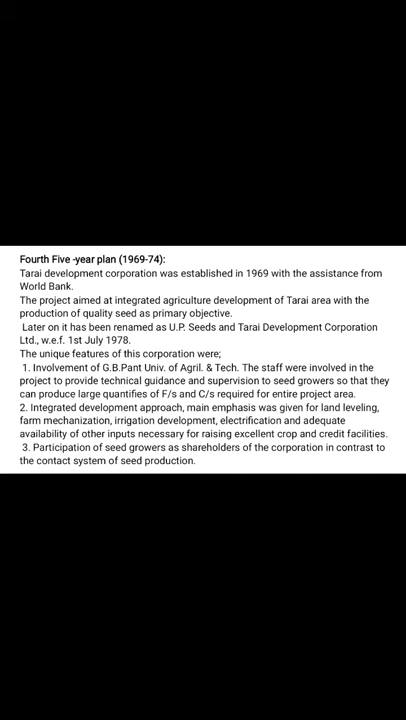 Fourth Five -year plan (1969-74):
Tarai development corporation was established in 1969 with the assistance from
World Bank.
The project aimed at integrated agriculture development of Tarai area with the
production of quality seed as primary objective.
Later on it has been renamed as U.P. Seeds and Tarai Development Corporation
Ltd., w.e.f. 1st July 1978.
The unique features of this corporation were;
1. Involvement of G.B.Pant Univ. of Agril. & Tech. The staff were involved in the
project to provide technical guidance and supervision to seed growers so that they
can produce large quantifies of F/s and C/s required for entire project area.
2. Integrated development approach, main emphasis was given for land leveling,
farm mechanization, irrigation development, electrification and adequate
availability of other inputs necessary for raising excellent crop and credit facilities.
3. Participation of seed growers as shareholders of the corporation in contrast to
the contact system of seed production.